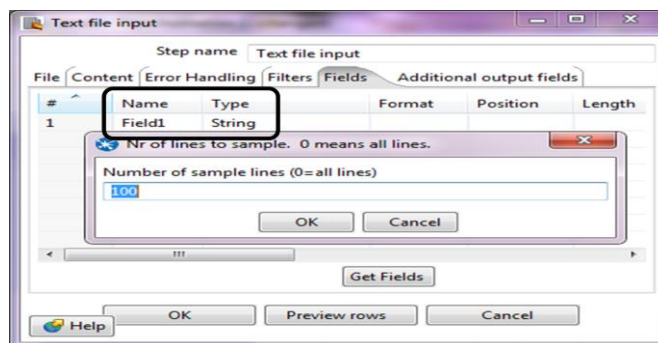 Text file input
Step name Text file input
File Content Error Handling Filters Fields Additional output fields
# Name Type Format Position Length
1 Field1 String
Nr of lines to sample. 0 means all lines.
Number of sample lines (0=all lines)
100
OK Cancel
Get Fields
OK Preview rows Cancel
Help